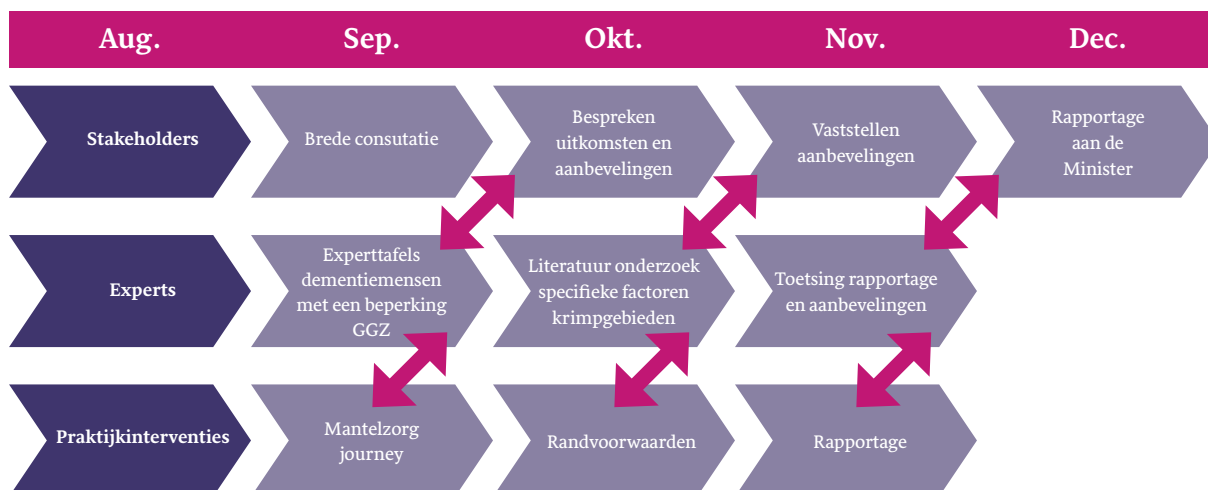 Aug.
Sep.
Okt.
Nov.
Dec.
Stakeholders
Brede consutatie
Bespreken
uitkomsten en
aanbevelingen
Vaststellen
aanbevelingen
Rapportage
aan de
Minister
Experts
Experttafels
dementiemensen
met een beperking
GGZ
Literatuur onderzoek
specifieke factoren
krimpgebieden
Toetsing rapportage
en aanbevelingen
Praktijkinterventies
Mantelzorg
journey
Randvoorwaarden
Rapportage